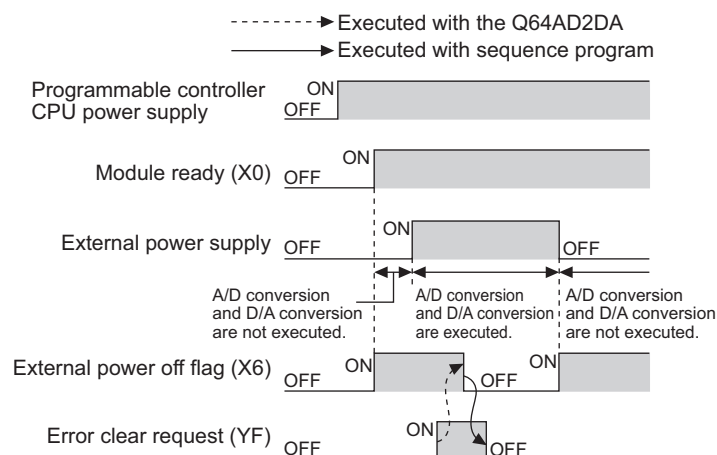 Executed with the Q64AD2DA
Executed with sequence program
Programmable controller
CPU power supply
ON
OFF
Module ready (X0)
ON
OFF
External power supply
ON
OFF
OFF
A/D conversion
and D/A conversion
are not executed.
A/D conversion
and D/A conversion
are executed.
A/D conversion
and D/A conversion
are not executed.
External power off flag (X6)
ON
OFF
OFF
ON
Error clear request (YF)
ON
OFF
OFF